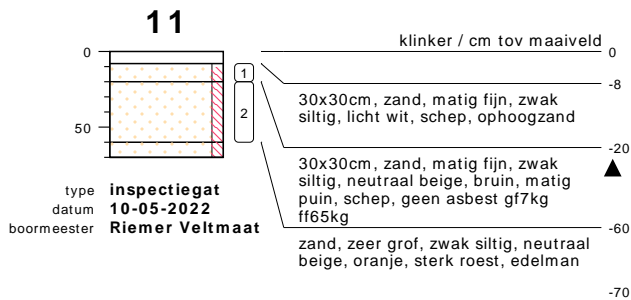 11
klinker / cm tov maaiveld
0
0
1
-8
30x30cm, zand, matig fijn, zwak
siltig, licht wit, schep, ophoogzand
2
50
-20
30x30cm, zand, matig fijn, zwak
siltig, neutraal beige, bruin, matig
puin, schep, geen asbest gf7kg
ff65kg
type inspectiegat
datum 10-05-2022
boormeester Riemer Veltmaat
-60
zand, zeer grof, zwak siltig, neutraal
beige, oranje, sterk roest, edelman
-70